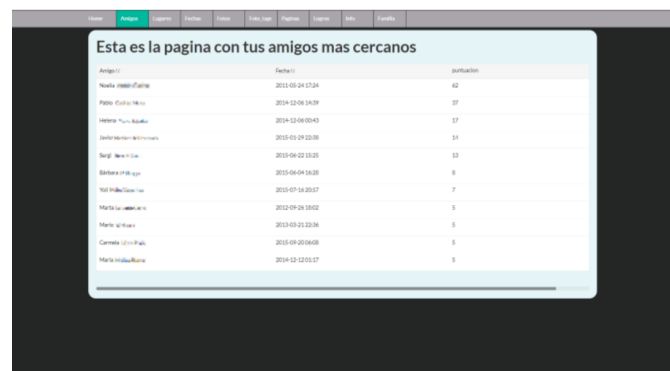 Home Amigos Lugares Fechas Fotos Foto_tags Paginas Logros Info Familia
Esta es la pagina con tus amigos mas cercanos
Amigo Fecha puntuacion
Noelia 2011-05-24 17:24 62
Pablo 2014-12-06 14:39 37
Helena 2014-12-06 00:43 17
Javier 2015-01-29 22:38 14
Sergi 2015-06-22 15:25 13
Bárbara 2015-06-04 16:28 8
Yoli 2015-07-16 20:57 7
Marta 2012-09-26 18:02 5
Mario 2013-03-21 22:36 5
Carmela 2015-09-20 06:08 5
Maria 2014-12-12 01:17 5